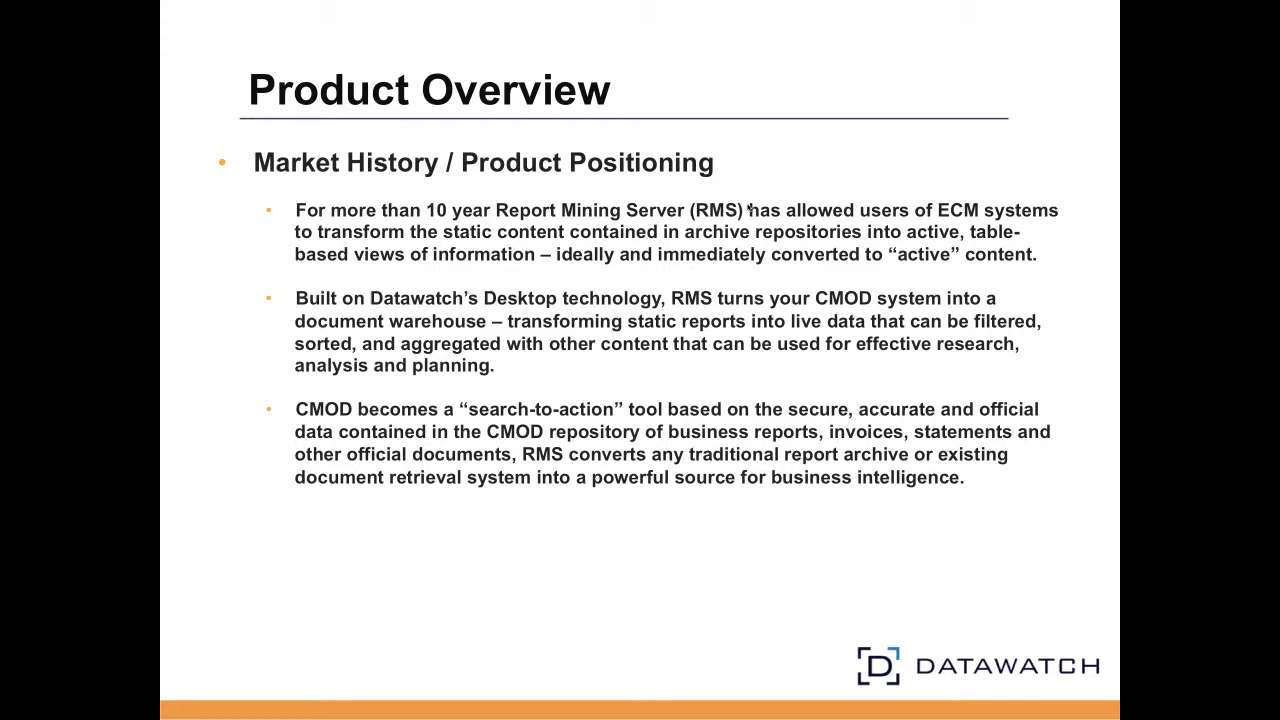 Product Overview
• Market History / Product Positioning
▪ For more than 10 year Report Mining Server (RMS) has allowed users of ECM systems
to transform the static content contained in archive repositories into active, table-
based views of information – ideally and immediately converted to “active” content.
▪ Built on Datawatch’s Desktop technology, RMS turns your CMOD system into a
document warehouse – transforming static reports into live data that can be filtered,
sorted, and aggregated with other content that can be used for effective research,
analysis and planning.
• CMOD becomes a “search-to-action” tool based on the secure, accurate and official
data contained in the CMOD repository of business reports, invoices, statements and
other official documents, RMS converts any traditional report archive or existing
document retrieval system into a powerful source for business intelligence.
D DATAWATCH